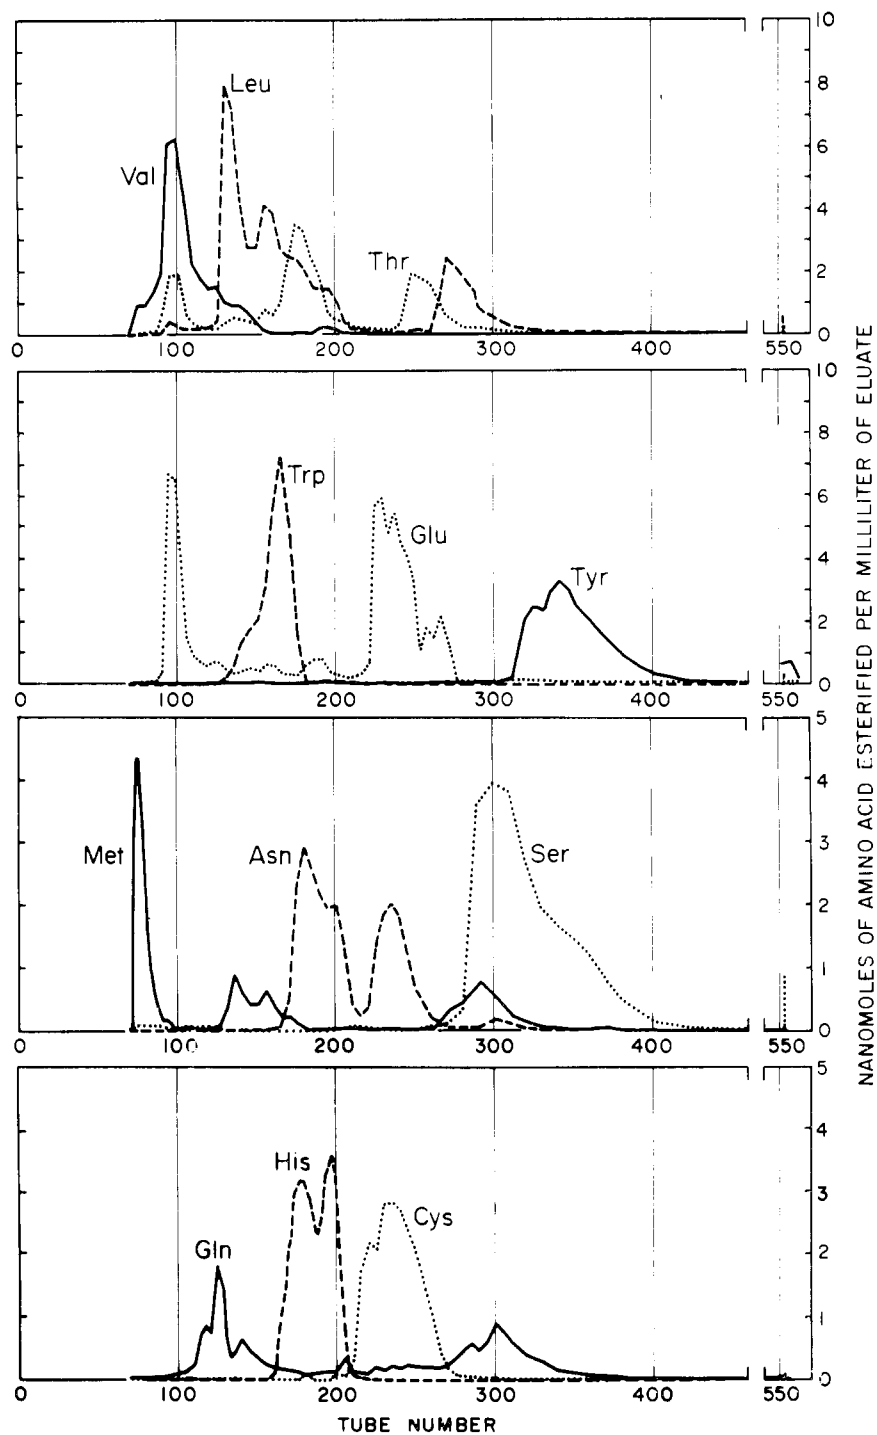 Leu
Val
Thr
10
8
6
4
2
0
0 100 200 300 400 550
Trp
Glu
Tyr
10
8
6
4
2
0
0 100 200 300 400 550
Met
Asn
Ser
5
4
3
2
1
0
0 100 200 300 400 550
Gln
His
Cys
5
4
3
2
1
0
0 100 200 300 400 550
TUBE NUMBER
NANOMOLES OF AMINO ACID ESTERIFIED PER MILLILITER OF ELUATE